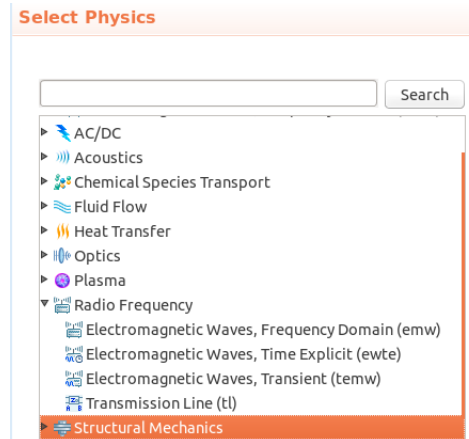 Select Physics
Search
AC/DC
Acoustics
Chemical Species Transport
Fluid Flow
Heat Transfer
Optics
Plasma
Radio Frequency
Electromagnetic Waves, Frequency Domain (emw)
Electromagnetic Waves, Time Explicit (ewte)
Electromagnetic Waves, Transient (temw)
Transmission Line (tl)
Structural Mechanics